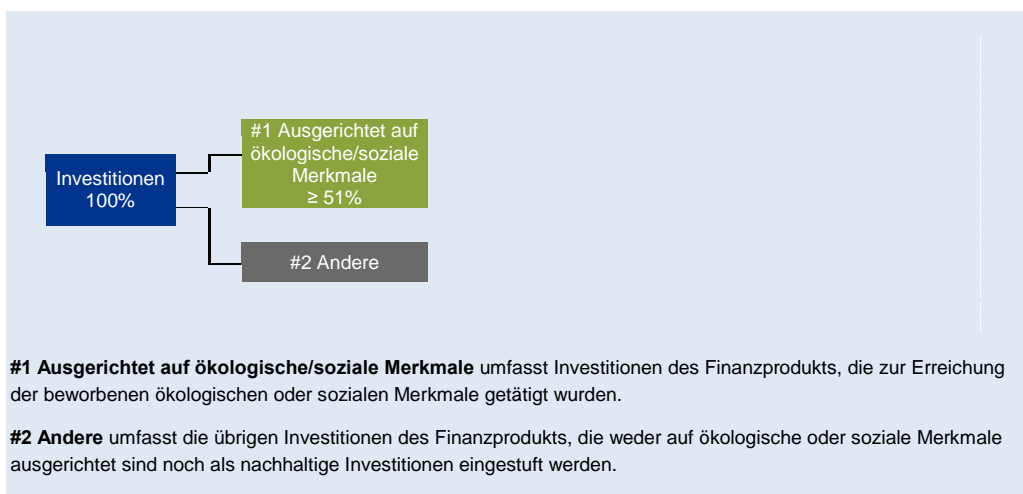 #1 Ausgerichtet auf
ökologische/soziale
Merkmale
≥ 51%
Investitionen
100%
#2 Andere
#1 Ausgerichtet auf ökologische/soziale Merkmale umfasst Investitionen des Finanzprodukts, die zur Erreichung
der beworbenen ökologischen oder sozialen Merkmale getätigt wurden.
#2 Andere umfasst die übrigen Investitionen des Finanzprodukts, die weder auf ökologische oder soziale Merkmale
ausgerichtet sind noch als nachhaltige Investitionen eingestuft werden.